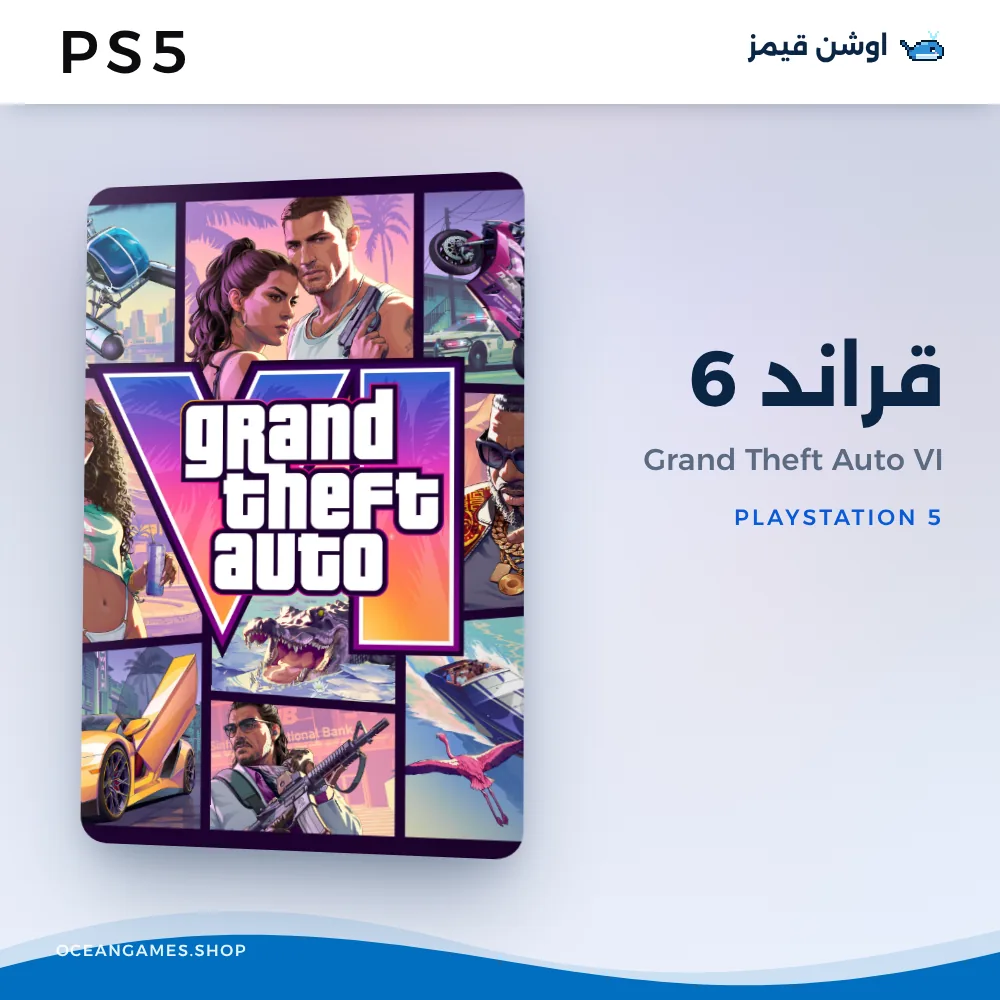 PS5
اوشن قيمز
قراند 6
Grand Theft Auto VI
PLAYSTATION 5
VI
grand
theft
auto
OCEANGAMES.SHOP